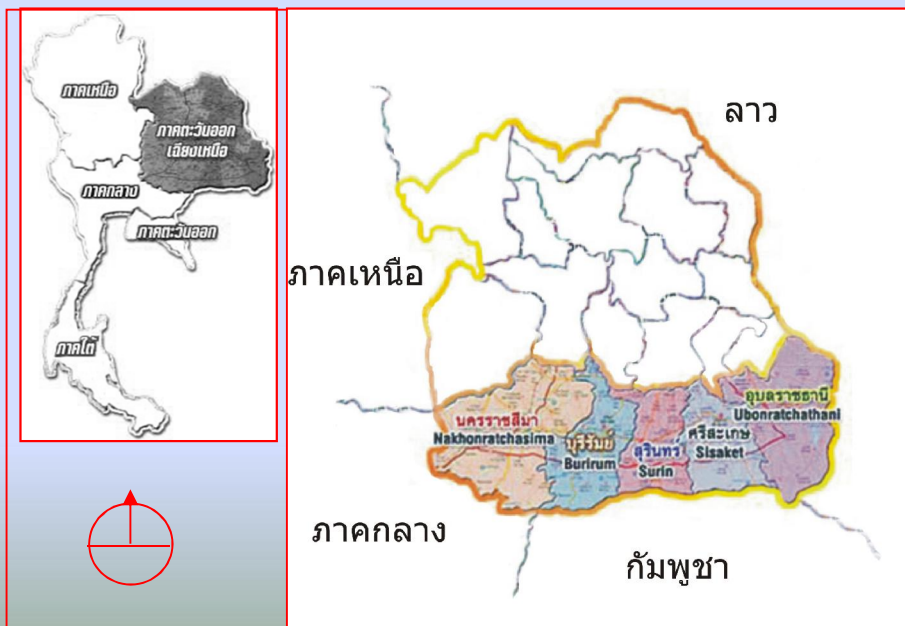 ภาคเหนือ
ภาคตะวันออก
เฉียงเหนือ
ภาคกลาง
ภาคตะวันออก
ภาคใต้
ลาว
ภาคเหนือ
นครราชสีมา
Nakhonratchasima
บุรีรัมย์
Burirum
สุรินทร์
Surin
ศรีสะเกษ
Sisaket
อุบลราชธานี
Ubonratchathani
ภาคกลาง
กัมพูชา